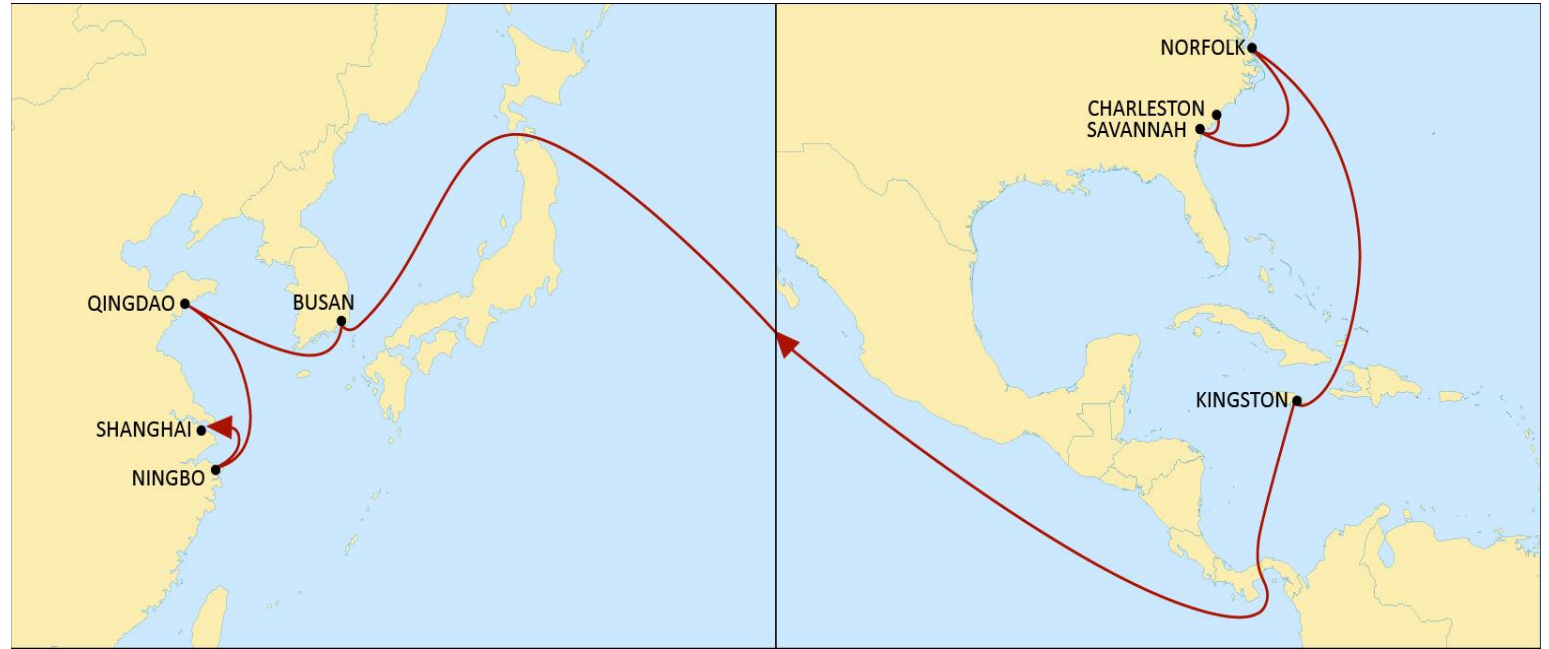 NORFOLK
CHARLESTON
SAVANNAH
QINGDAO
BUSAN
KINGSTON
SHANGHAI
NINGBO